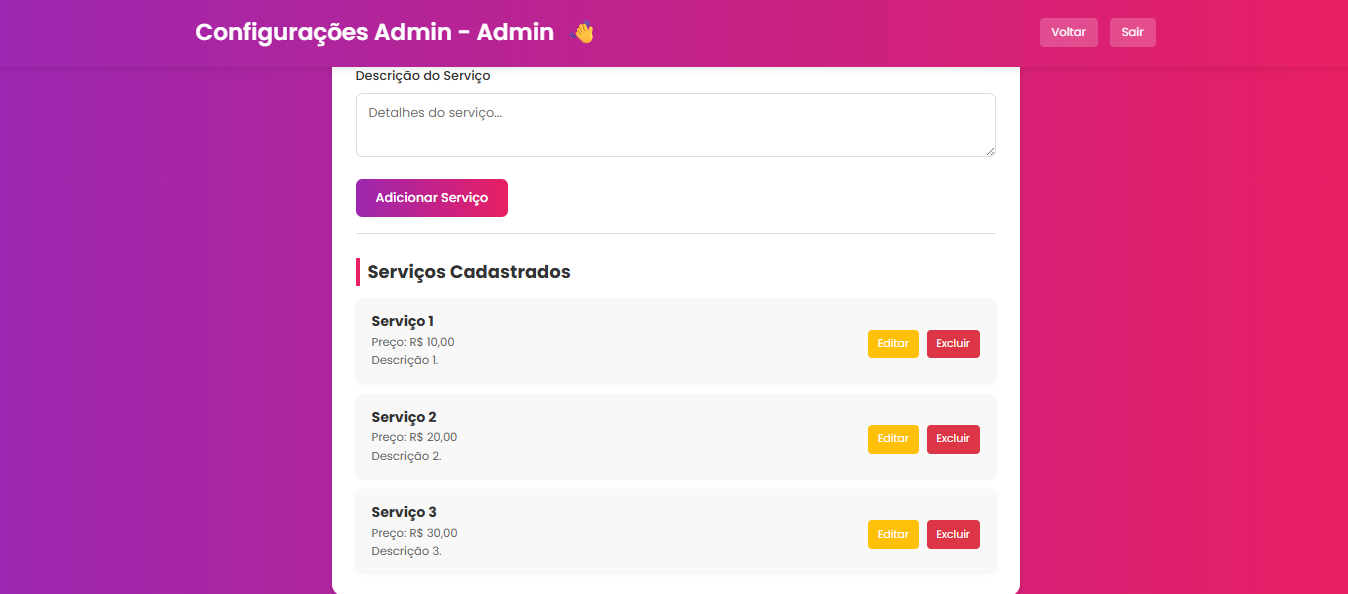 Configurações Admin - Admin 👋
Voltar
Sair
Descrição do Serviço
Detalhes do serviço...
Adicionar Serviço
Serviços Cadastrados
Serviço 1
Preço: R$ 10,00
Descrição 1.
Editar
Excluir
Serviço 2
Preço: R$ 20,00
Descrição 2.
Editar
Excluir
Serviço 3
Preço: R$ 30,00
Descrição 3.
Editar
Excluir